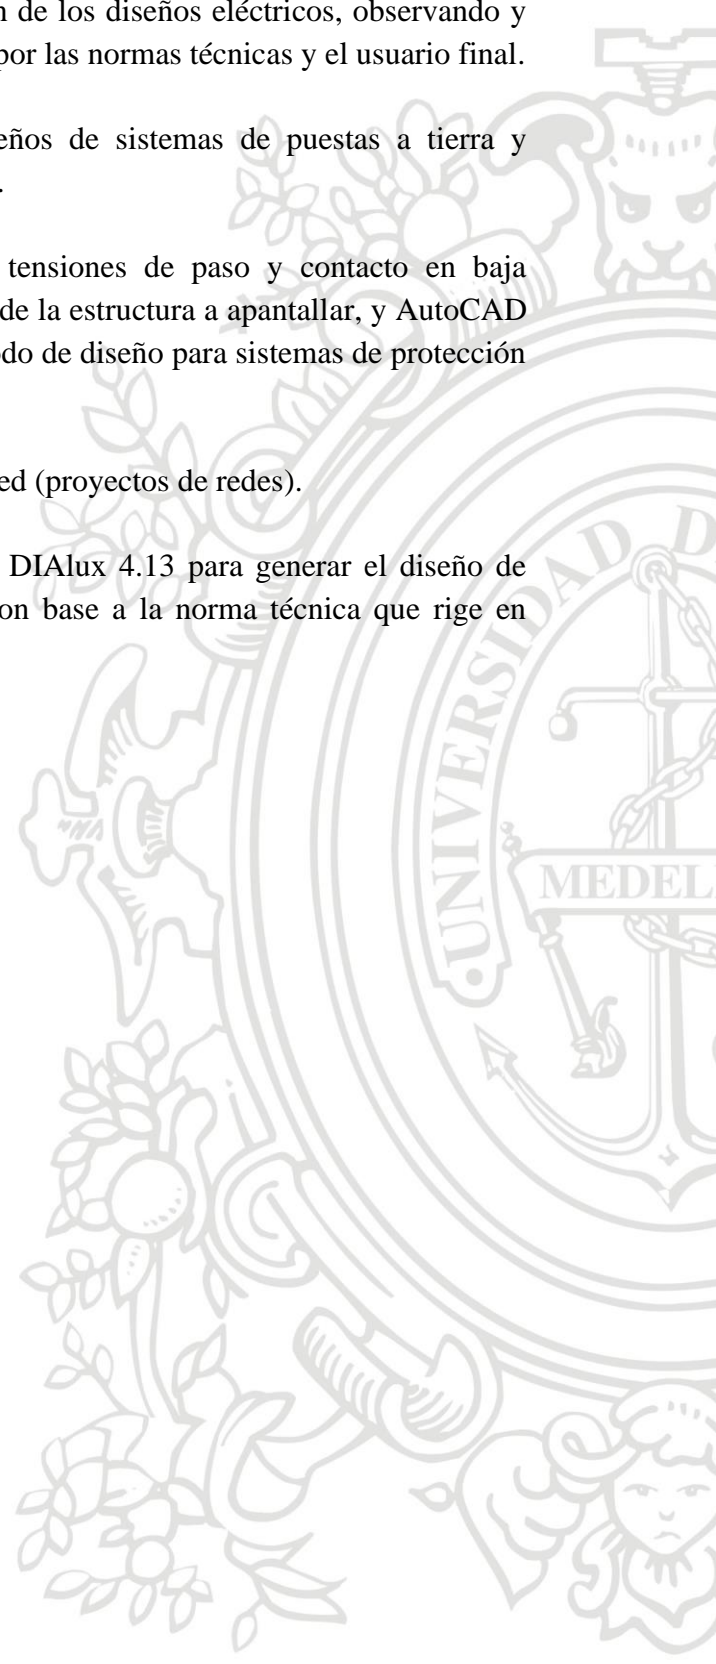 n de los diseños eléctricos, observando y
por las normas técnicas y el usuario final.
eños de sistemas de puestas a tierra y
.
tensiones de paso y contacto en baja
de la estructura a apantallar, y AutoCAD
odo de diseño para sistemas de protección
ed (proyectos de redes).
DIAlux 4.13 para generar el diseño de
on base a la norma técnica que rige en
UNIVERSIDAD D
MEDEL